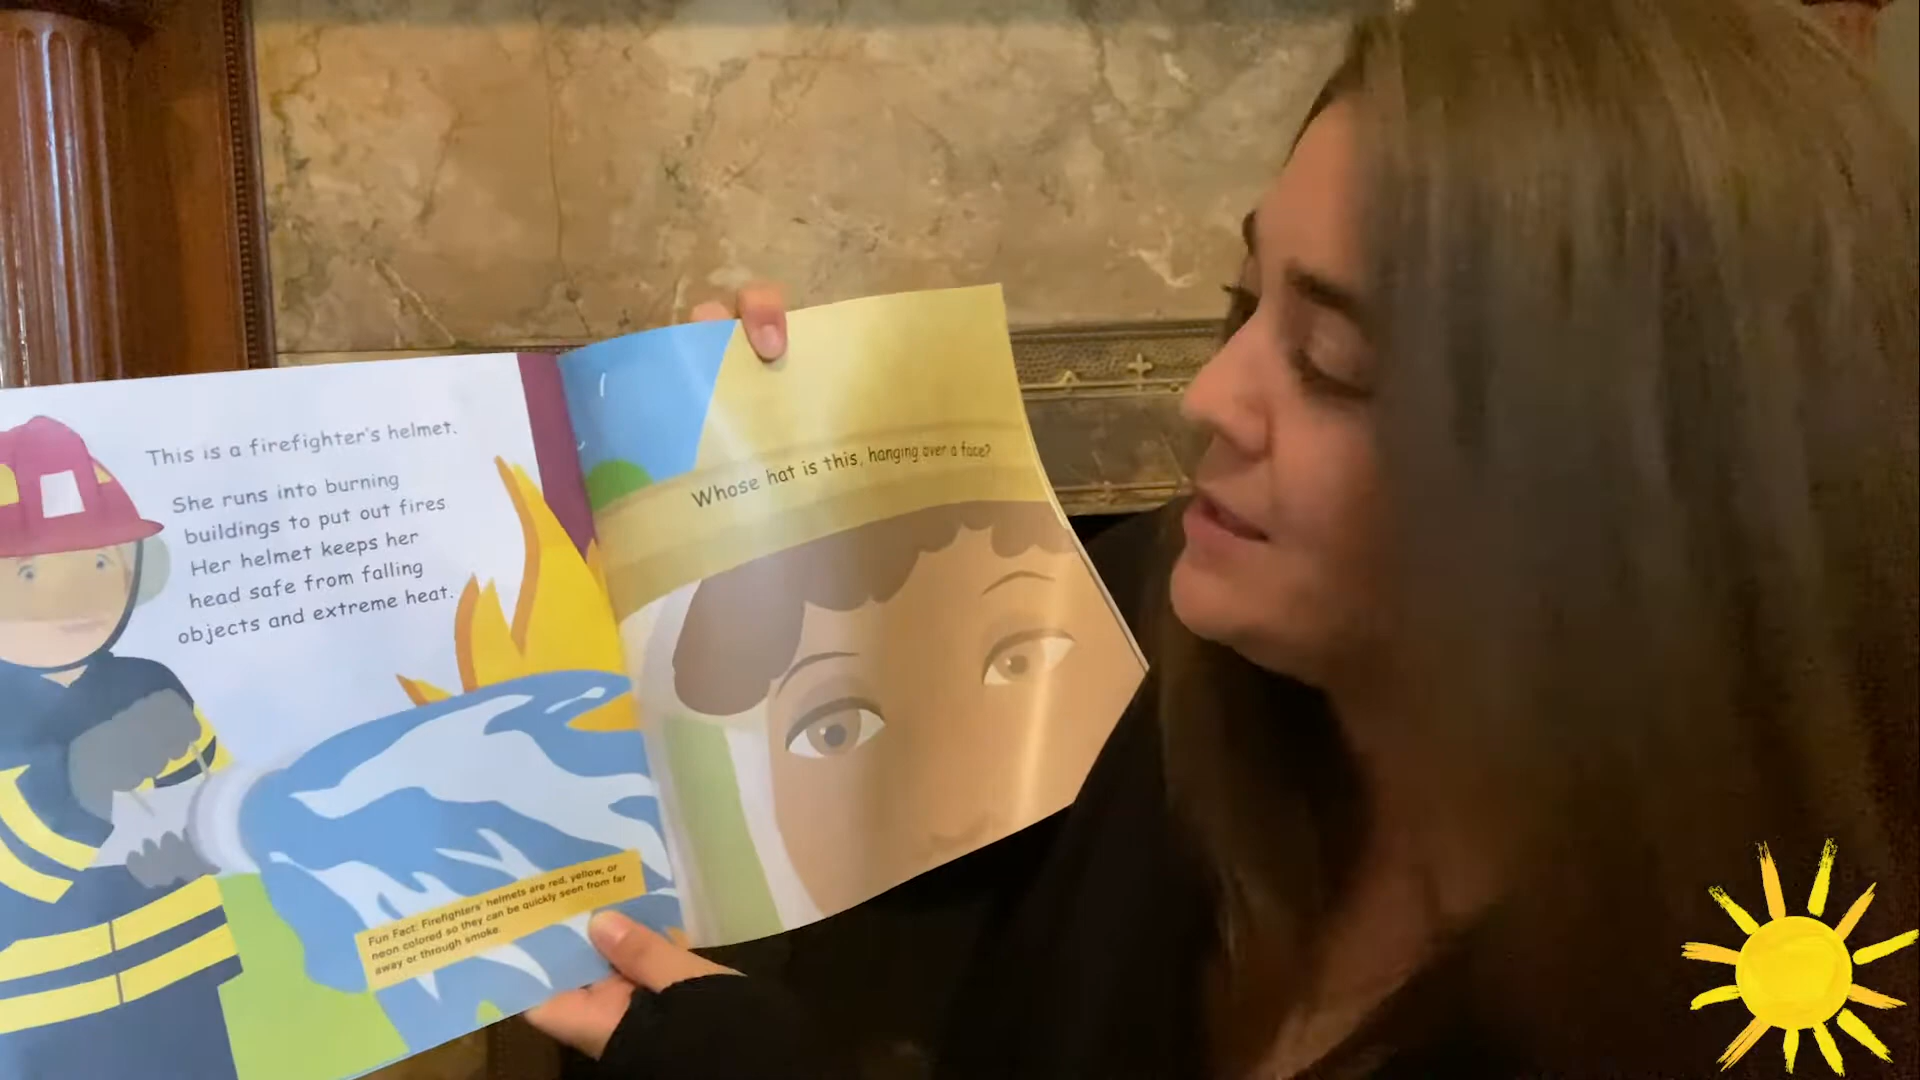 This is a firefighter's helmet.
She runs into burning
buildings to put out fires
Her helmet keeps her
head safe from falling
objects and extreme heat.
Fun Fact: Firefighters' helmets are red, yellow, or
neon colored so they can be quickly seen from far
away or through smoke.
Whose hat is this, hanging over a face?